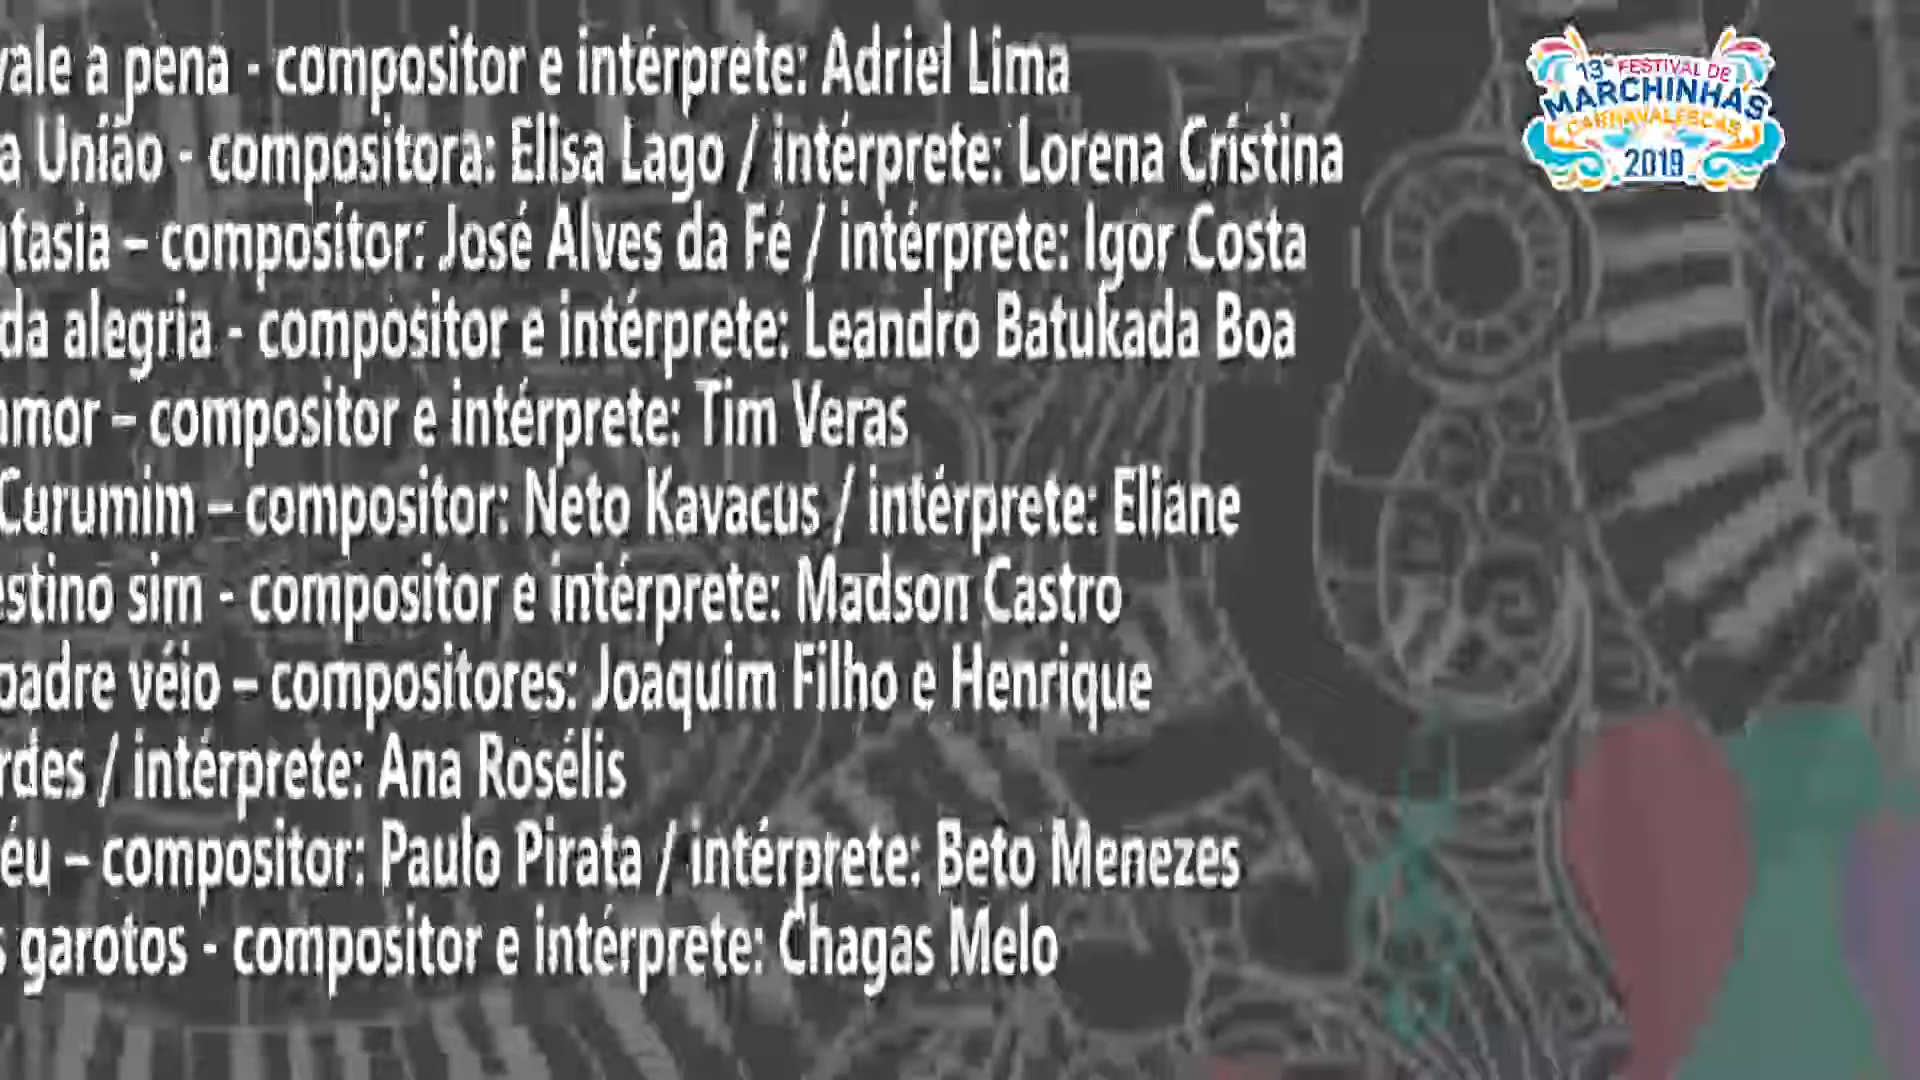 vale a pena - compositor e intérprete: Adriel Lima
a União - compositora: Elisa Lago / intérprete: Lorena Cristina
ntasia – compositor: José Alves da Fé / intérprete: Igor Costa
da alegria - compositor e intérprete: Leandro Batukada Boa
amor – compositor e intérprete: Tim Veras
Curumim – compositor: Neto Kavacus / intérprete: Eliane
estino sim - compositor e intérprete: Madson Castro
padre véio – compositores: Joaquim Filho e Henrique
rdes / intérprete: Ana Rosélis
éu – compositor: Paulo Pirata / intérprete: Beto Menezes
s garotos - compositor e intérprete: Chagas Melo
13º FESTIVAL DE
MARCHINHAS
CARNAVALESCAS
2019